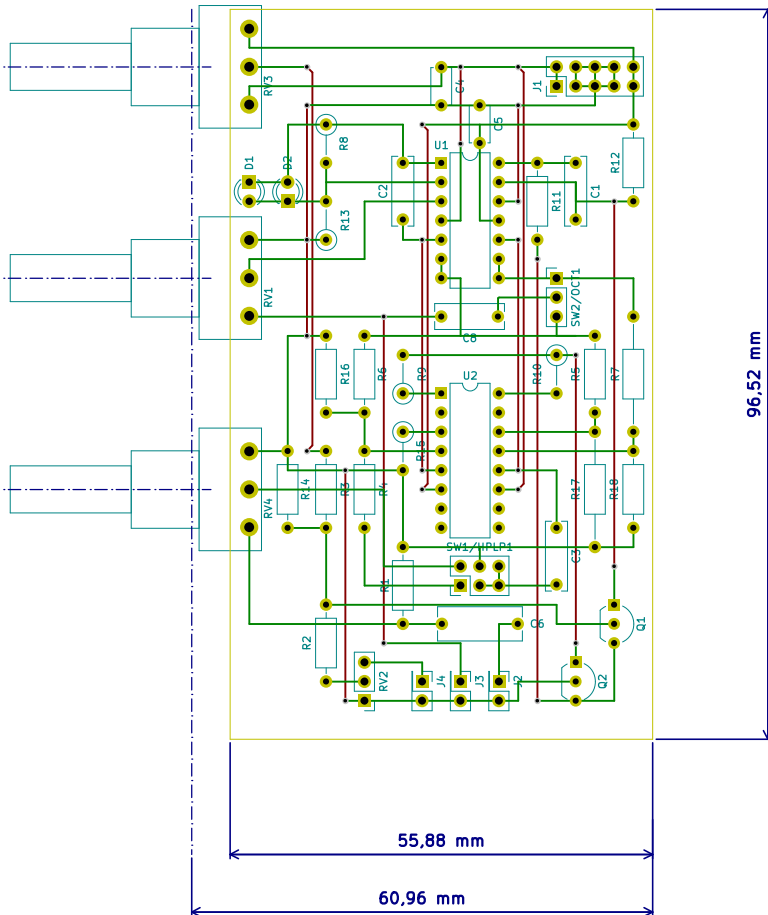 RV3
C4
J1
C5
R8
U1
R12
D1
D2
C2
R11
C1
R13
RV1
SW2/OCT1
C8
R16
R6
R9
U2
R10
R5
R7
R15
RV4
R14
R3
R4
R17
R18
SW1/HPLP1
C3
R1
R2
C6
Q1
RV2
J4
J3
J2
Q2
96,52 mm
55,88 mm
60,96 mm